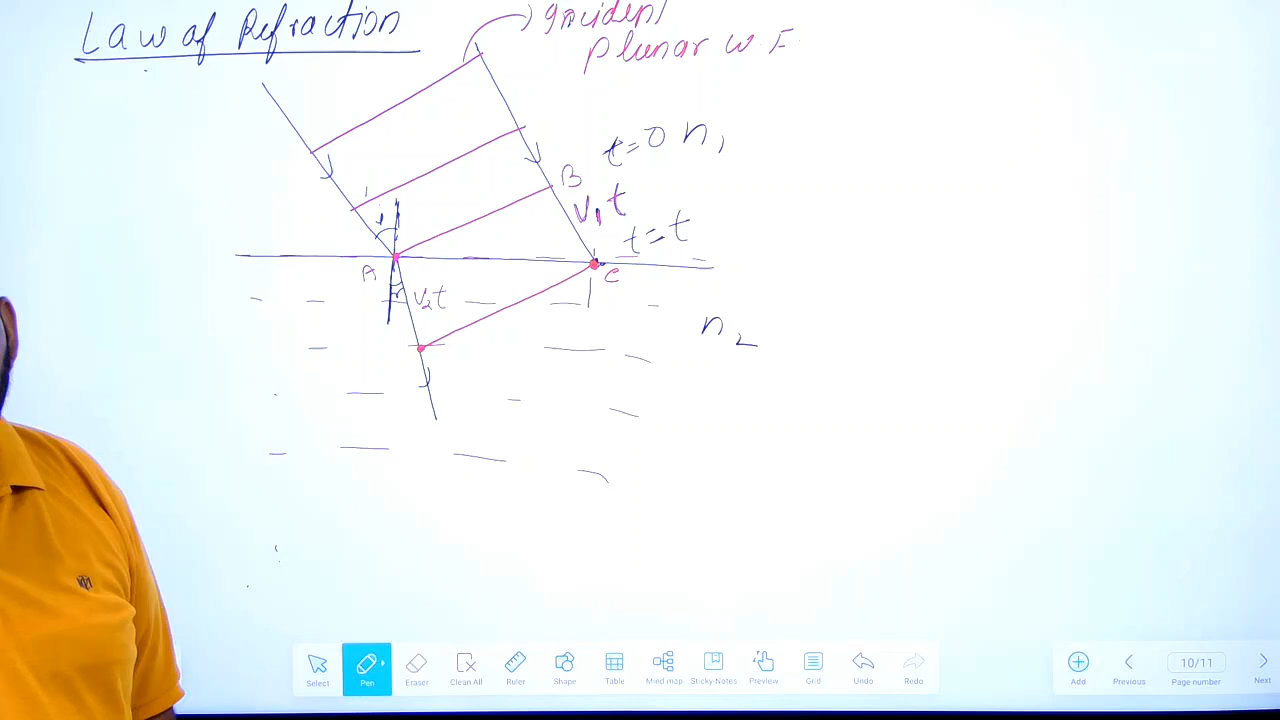 Law of Refraction
Incident
planar w F
t=0 n1
B
V1t
t=t
i
A
C
r
V2t
n2
Select
Pen
Eraser
Clean All
Ruler
Shape
Table
Mind map
Sticky-Notes
Preview
Grid
Undo
Redo
Add
Previous
10/11
Page number
Next